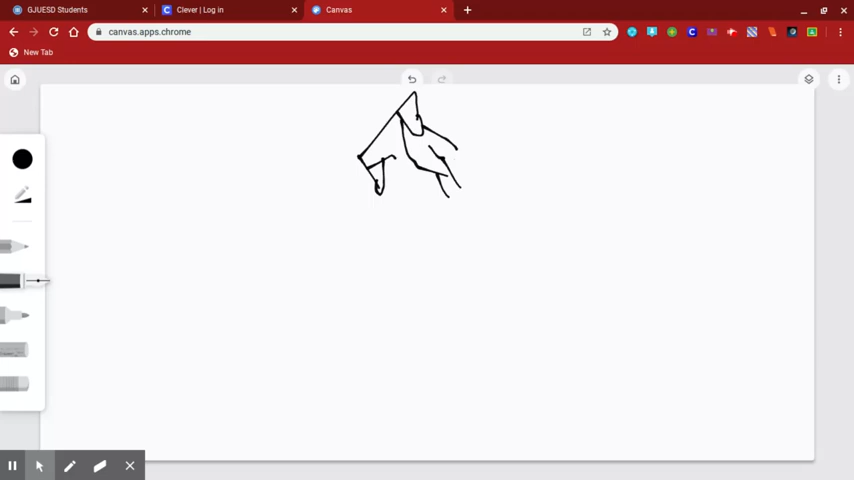 GJUESD Students
Clever | Log in
Canvas
canvas.apps.chrome
New Tab